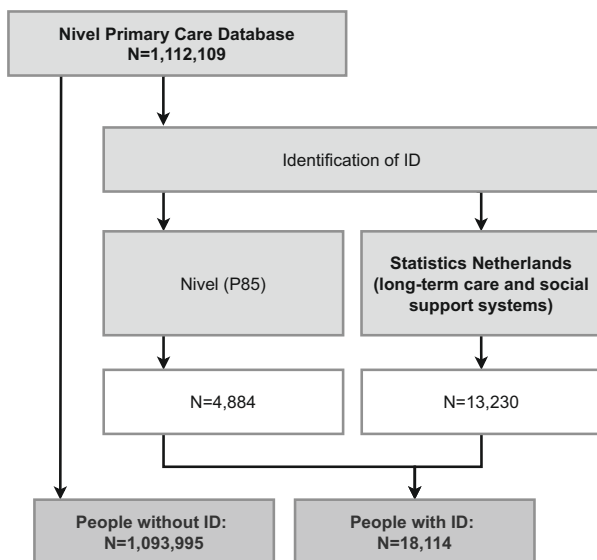 Nivel Primary Care Database
N=1,112,109
Identification of ID
Nivel (P85)
Statistics Netherlands
(long-term care and social
support systems)
N=4,884
N=13,230
People without ID:
N=1,093,995
People with ID:
N=18,114